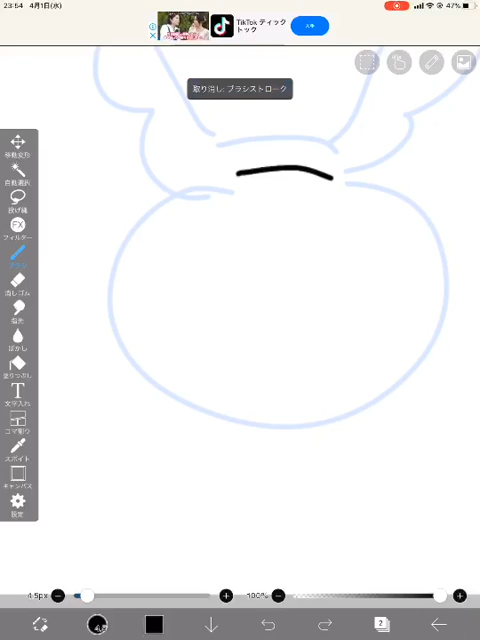 23:54 4月1日(水)
47%
TikTok ティック
トック
取り消し: ブラシストローク
移動変形
自動選択
投げ縄
FX
フィルター
ブラシ
消しゴム
指先
ぼかし
塗りつぶし
T
文字入れ
コマ割り
スポイト
キャンバス
設定
4.5px
100%
2